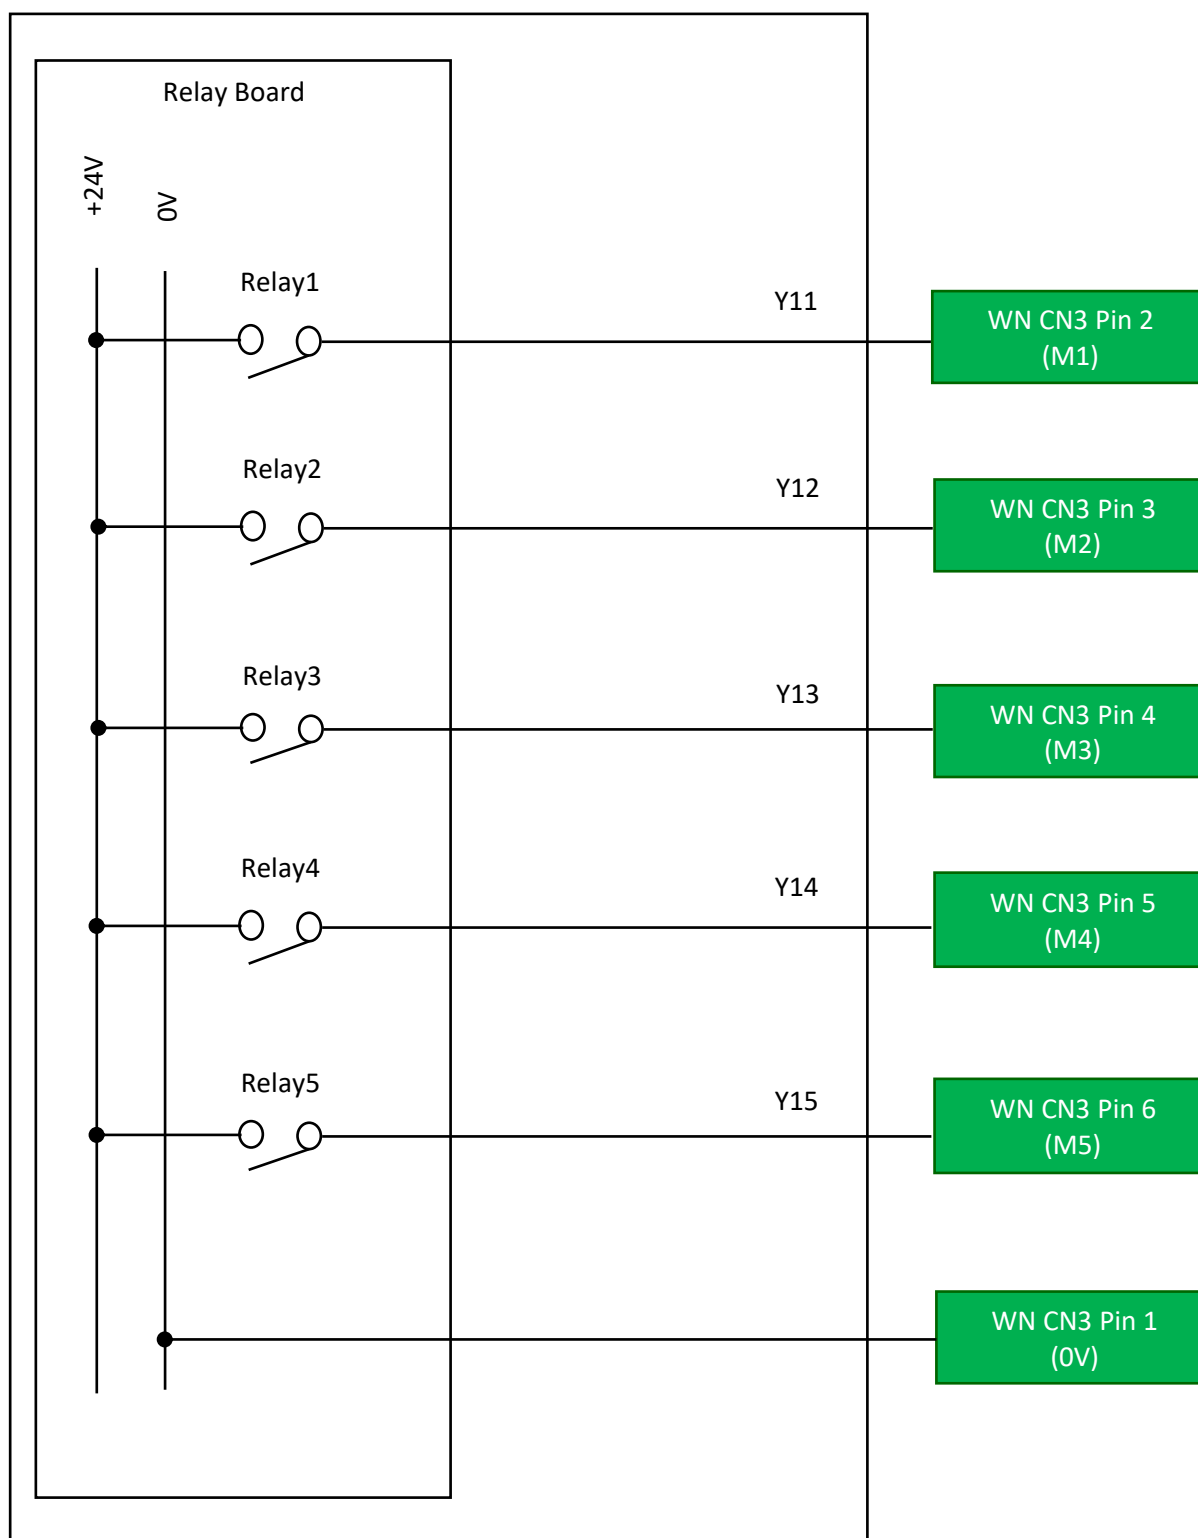 Relay Board
+24V
0V
Relay1
Y11
WN CN3 Pin 2
(M1)
Relay2
Y12
WN CN3 Pin 3
(M2)
Relay3
Y13
WN CN3 Pin 4
(M3)
Relay4
Y14
WN CN3 Pin 5
(M4)
Relay5
Y15
WN CN3 Pin 6
(M5)
WN CN3 Pin 1
(0V)